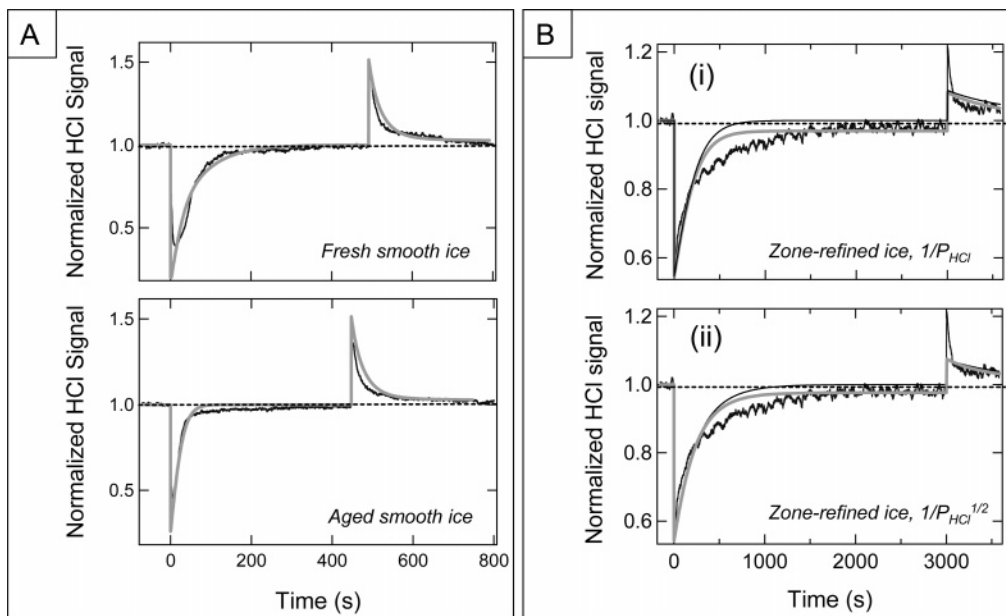 A
Normalized HCl Signal
1.5
1.0
0.5
Fresh smooth ice
Normalized HCl Signal
1.5
1.0
0.5
Aged smooth ice
0
200
400
600
800
Time (s)
B
(i)
Normalized HCl signal
1.2
1.0
0.8
0.6
Zone-refined ice, 1/P_HCl
(ii)
Normalized HCl signal
1.2
1.0
0.8
0.6
Zone-refined ice, 1/P_HCl^1/2
0
1000
2000
3000
Time (s)